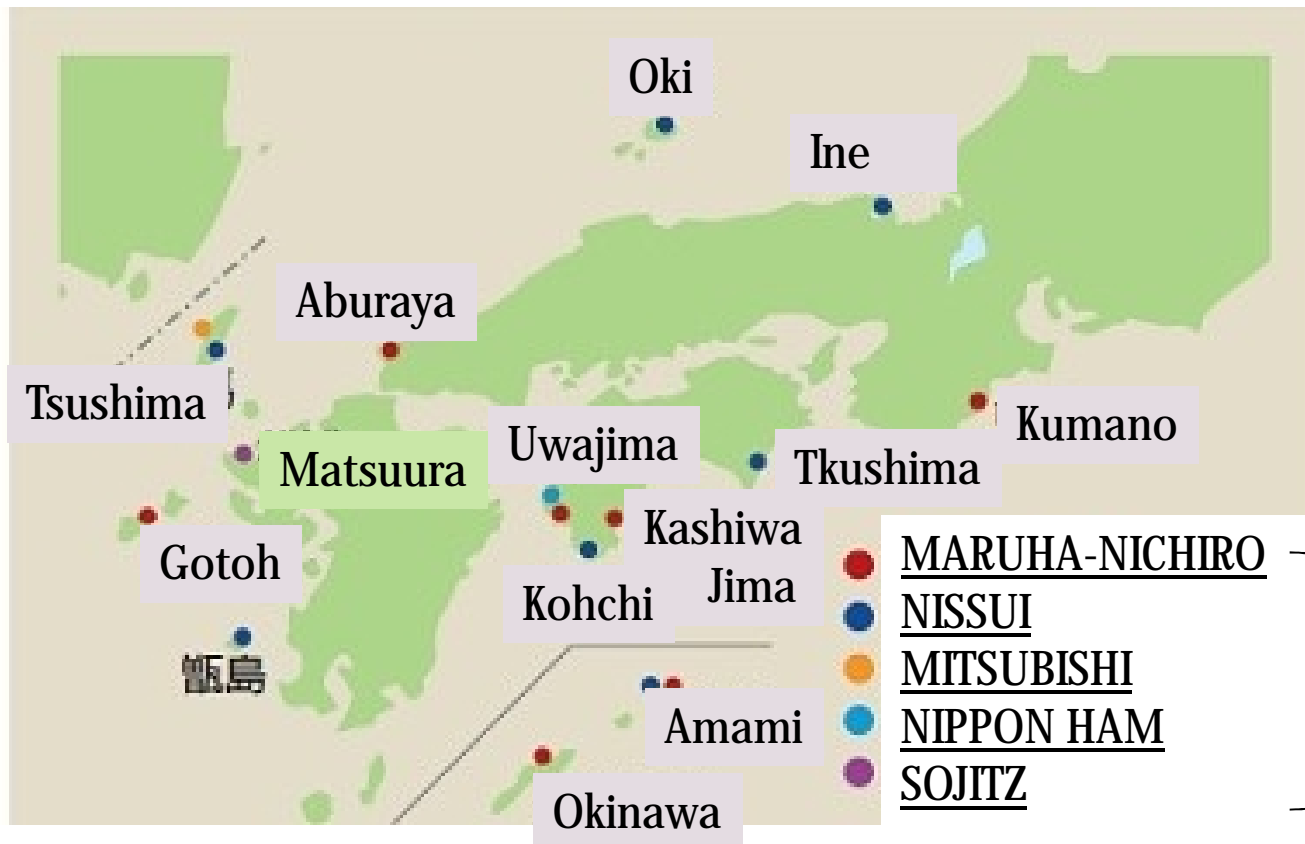 Oki
Ine
Aburaya
Tsushima
Kumano
Uwajima
Matsuura
Tkushima
Kashiwa
Jima
Gotoh
Kohchi
甑島
Amami
Okinawa
MARUHA-NICHIRO
NISSUI
MITSUBISHI
NIPPON HAM
SOJITZ